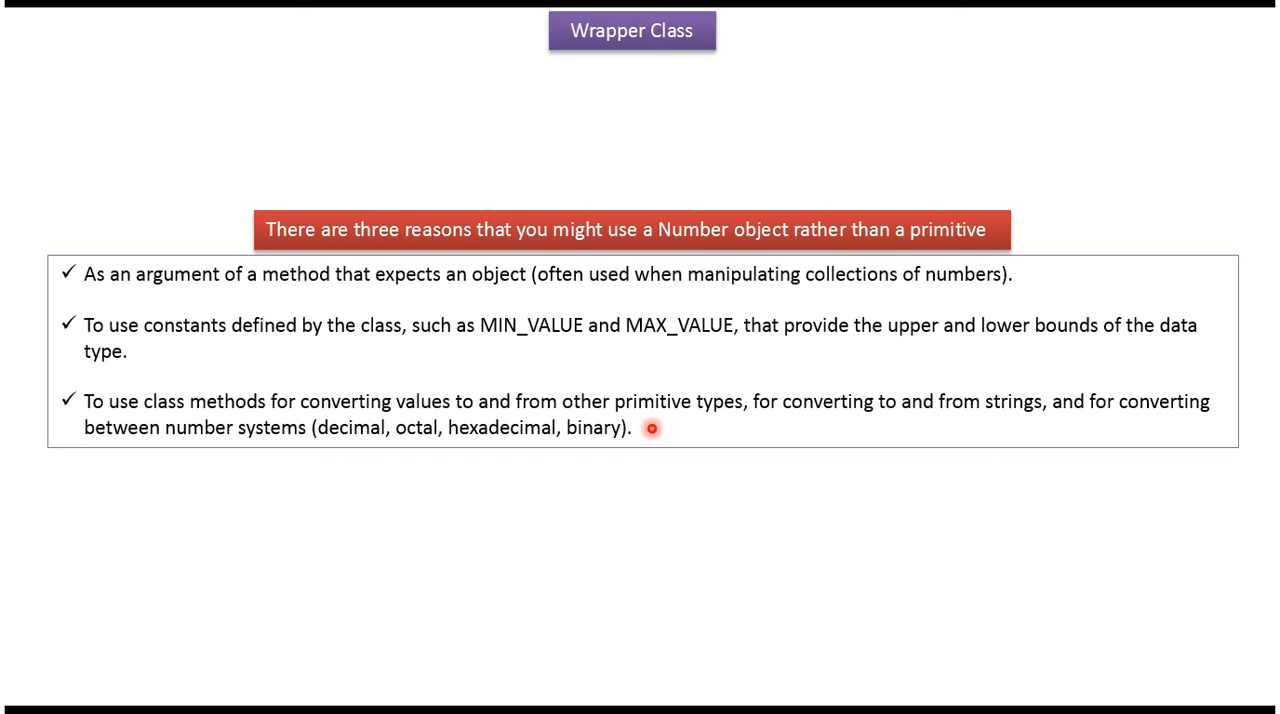 Wrapper Class
There are three reasons that you might use a Number object rather than a primitive
✓ As an argument of a method that expects an object (often used when manipulating collections of numbers).
✓ To use constants defined by the class, such as MIN_VALUE and MAX_VALUE, that provide the upper and lower bounds of the data
type.
✓ To use class methods for converting values to and from other primitive types, for converting to and from strings, and for converting
between number systems (decimal, octal, hexadecimal, binary).